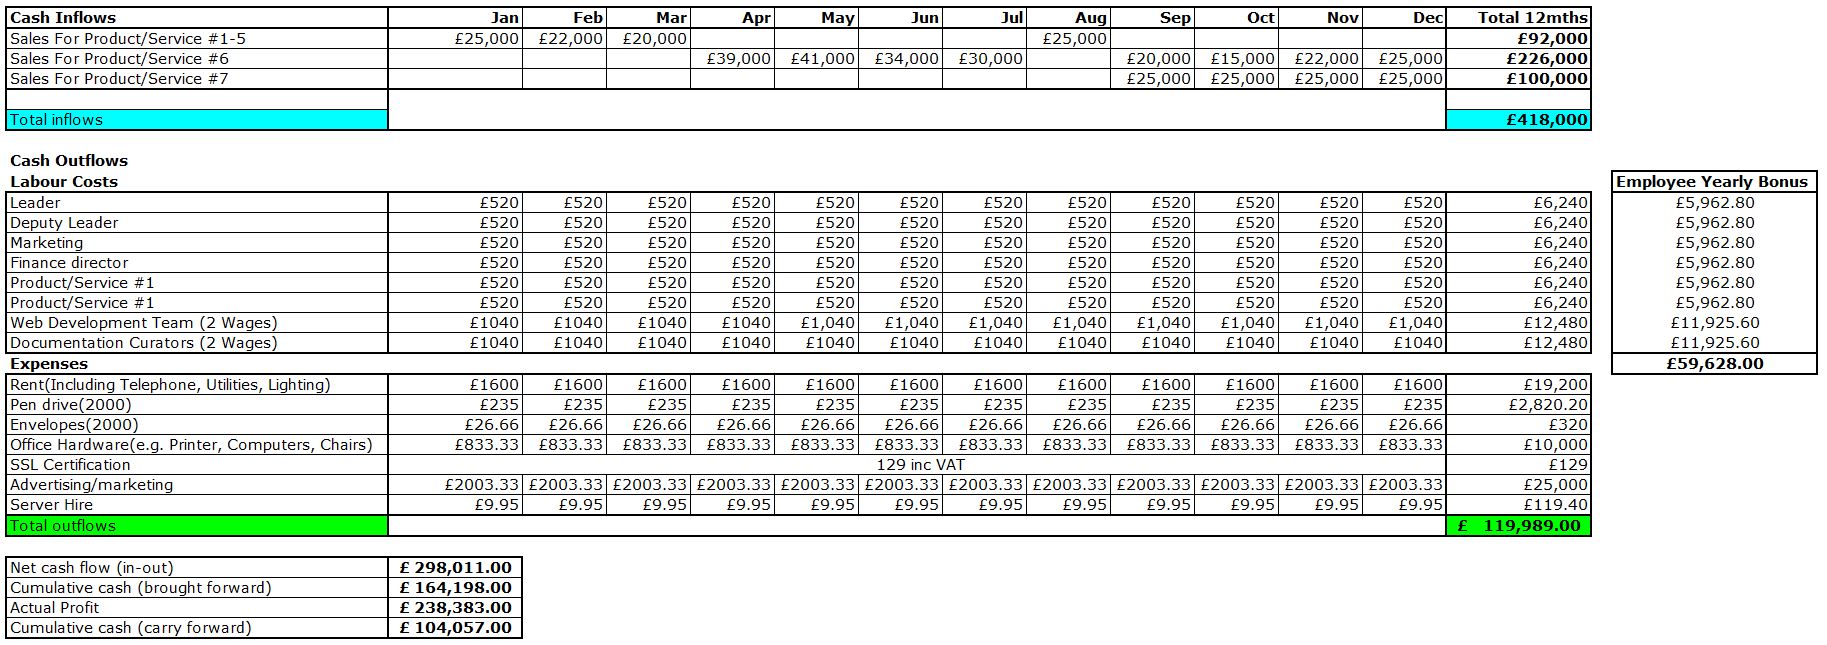 Cash Inflows Jan Feb Mar Apr May Jun Jul Aug Sep Oct Nov Dec Total 12mths
Sales For Product/Service #1-5 £25,000 £22,000 £20,000 £25,000 £92,000
Sales For Product/Service #6 £39,000 £41,000 £34,000 £30,000 £20,000 £15,000 £22,000 £25,000 £226,000
Sales For Product/Service #7 £25,000 £25,000 £25,000 £25,000 £100,000
Total inflows £418,000
Cash Outflows
Labour Costs Employee Yearly Bonus
Leader £520 £520 £520 £520 £520 £520 £520 £520 £520 £520 £520 £520 £6,240 £5,962.80
Deputy Leader £520 £520 £520 £520 £520 £520 £520 £520 £520 £520 £520 £520 £6,240 £5,962.80
Marketing £520 £520 £520 £520 £520 £520 £520 £520 £520 £520 £520 £520 £6,240 £5,962.80
Finance director £520 £520 £520 £520 £520 £520 £520 £520 £520 £520 £520 £520 £6,240 £5,962.80
Product/Service #1 £520 £520 £520 £520 £520 £520 £520 £520 £520 £520 £520 £520 £6,240 £5,962.80
Product/Service #1 £520 £520 £520 £520 £520 £520 £520 £520 £520 £520 £520 £520 £6,240 £5,962.80
Web Development Team (2 Wages) £1040 £1040 £1040 £1040 £1,040 £1,040 £1,040 £1,040 £1,040 £1,040 £1,040 £1,040 £12,480 £11,925.60
Documentation Curators (2 Wages) £1040 £1040 £1040 £1040 £1040 £1040 £1040 £1040 £1040 £1040 £1040 £1040 £12,480 £11,925.60
Expenses £59,628.00
Rent(Including Telephone, Utilities, Lighting) £1600 £1600 £1600 £1600 £1600 £1600 £1600 £1600 £1600 £1600 £1600 £1600 £19,200
Pen drive(2000) £235 £235 £235 £235 £235 £235 £235 £235 £235 £235 £235 £235 £2,820.20
Envelopes(2000) £26.66 £26.66 £26.66 £26.66 £26.66 £26.66 £26.66 £26.66 £26.66 £26.66 £26.66 £26.66 £320
Office Hardware(e.g. Printer, Computers, Chairs) £833.33 £833.33 £833.33 £833.33 £833.33 £833.33 £833.33 £833.33 £833.33 £833.33 £833.33 £833.33 £10,000
SSL Certification 129 inc VAT £129
Advertising/marketing £2003.33 £2003.33 £2003.33 £2003.33 £2003.33 £2003.33 £2003.33 £2003.33 £2003.33 £2003.33 £2003.33 £2003.33 £25,000
Server Hire £9.95 £9.95 £9.95 £9.95 £9.95 £9.95 £9.95 £9.95 £9.95 £9.95 £9.95 £9.95 £119.40
Total outflows £ 119,989.00
Net cash flow (in-out) £ 298,011.00
Cumulative cash (brought forward) £ 164,198.00
Actual Profit £ 238,383.00
Cumulative cash (carry forward) £ 104,057.00